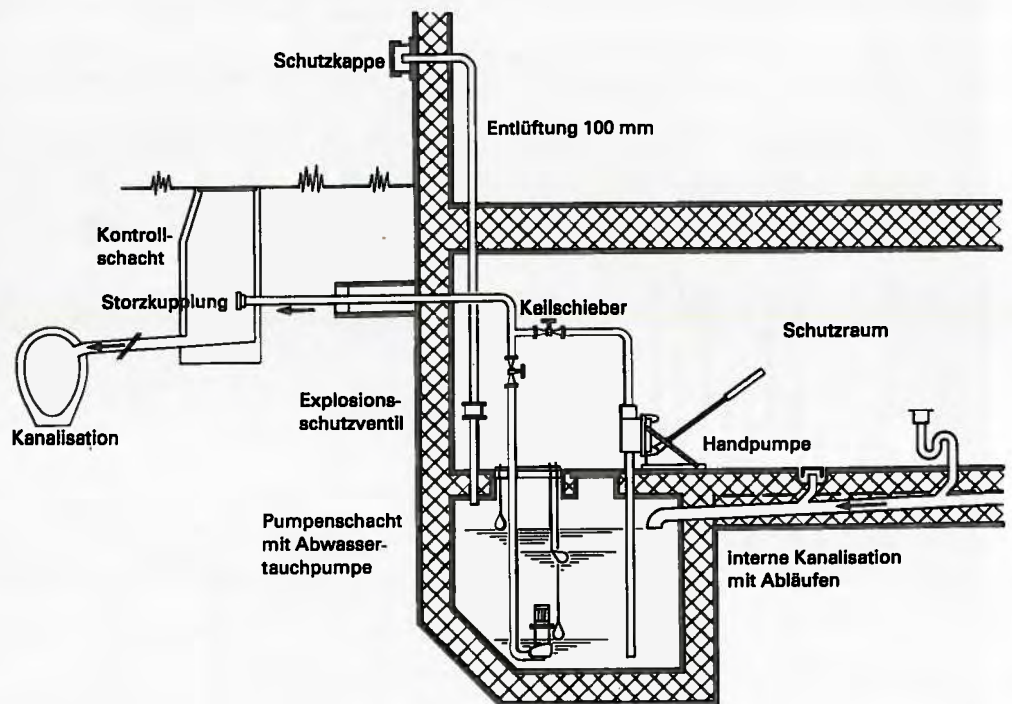 Schutzkappe
Entlüftung 100 mm
Kontroll-
schacht
Storzkupplung
Keilschieber
Schutzraum
Explosions-
schutzventil
Kanalisation
Handpumpe
Pumpenschacht
mit Abwasser-
tauchpumpe
interne Kanalisation
mit Abläufen